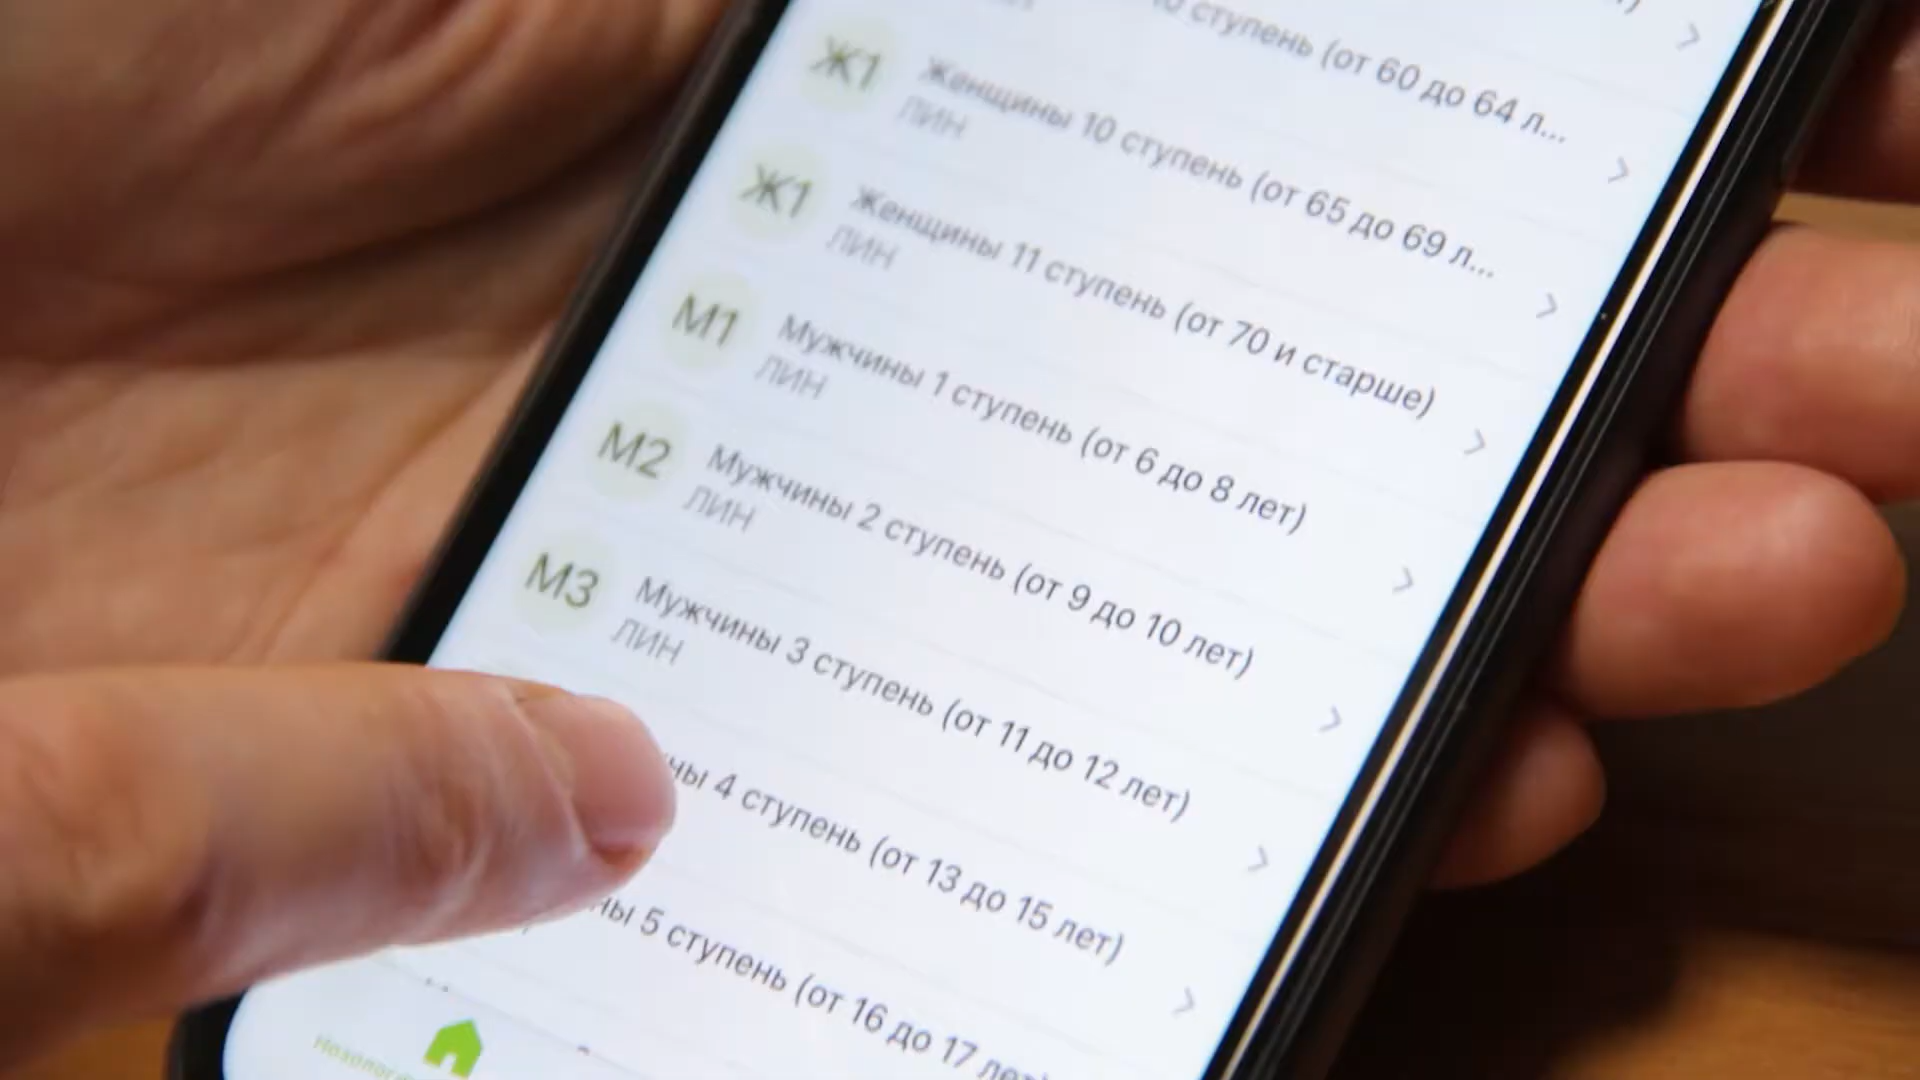 ступень (от 60 до 64 л...
Ж1
Женщины 10 ступень (от 65 до 69 л...
ЛИН
Ж1
Женщины 11 ступень (от 70 и старше)
ЛИН
М1
Мужчины 1 ступень (от 6 до 8 лет)
ЛИН
М2
Мужчины 2 ступень (от 9 до 10 лет)
ЛИН
М3
Мужчины 3 ступень (от 11 до 12 лет)
ЛИН
ны 4 ступень (от 13 до 15 лет)
ны 5 ступень (от 16 до 17 лет)